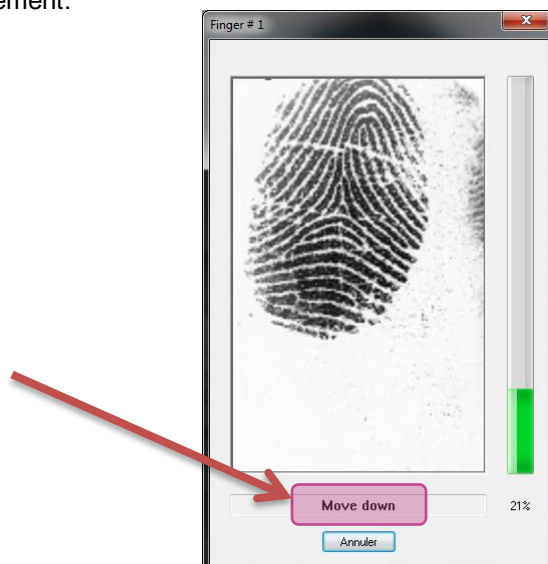 ement.
Finger # 1
x
Move down
21%
Annuler